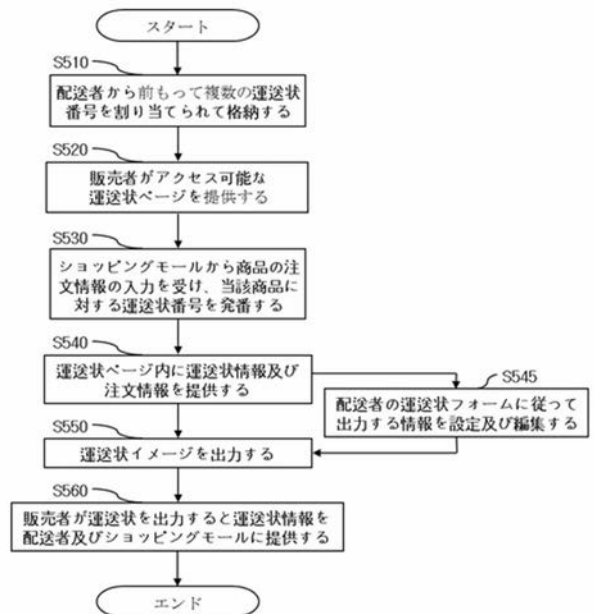 スタート
S510
配送者から前もって複数の運送状
番号を割り当てられて格納する
S520
販売者がアクセス可能な
運送状ページを提供する
S530
ショッピングモールから商品の注
文情報の入力を受け、当該商品に
対する運送状番号を発番する
S540
運送状ページ内に運送状情報及び
注文情報を提供する
S545
配送者の運送状フォームに従って
出力する情報を設定及び編集する
S550
運送状イメージを出力する
S560
販売者が運送状を出力すると運送状情報を
配送者及びショッピングモールに提供する
エンド